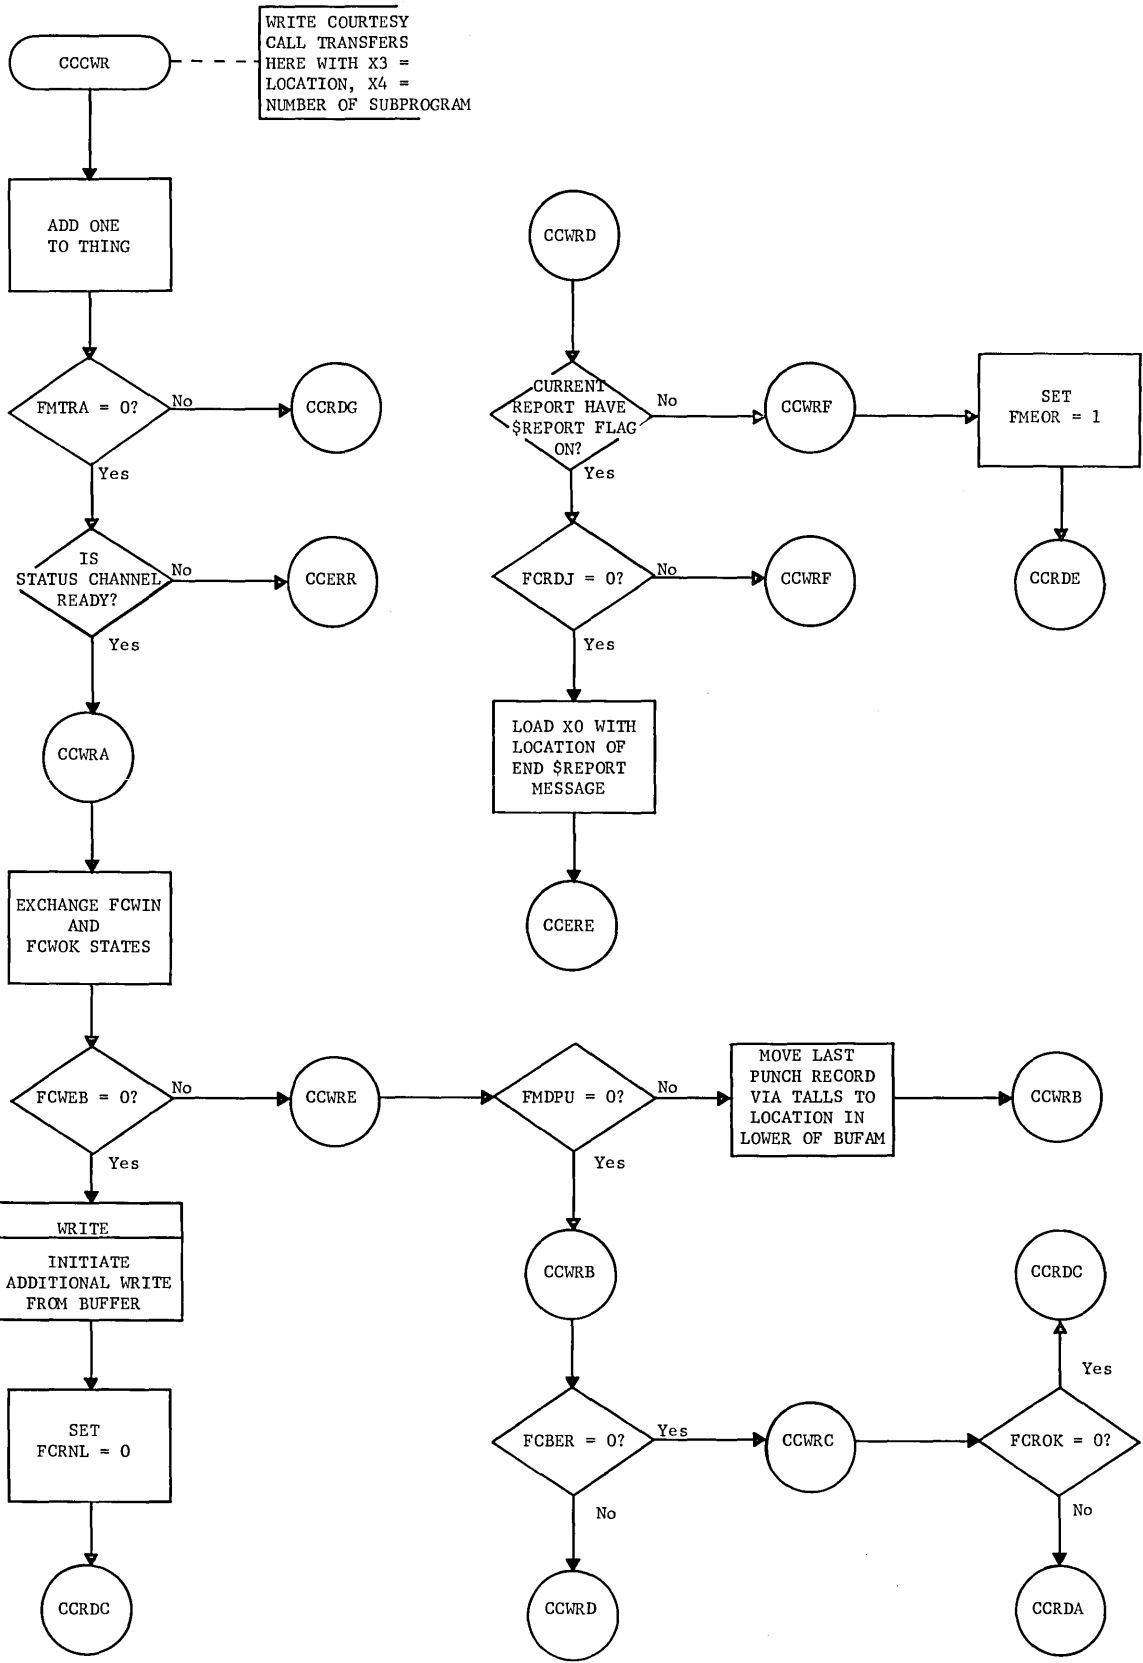 CCCWR
WRITE COURTESY
CALL TRANSFERS
HERE WITH X3 =
LOCATION, X4 =
NUMBER OF SUBPROGRAM
ADD ONE
TO THING
FMTRA = 0?
No
CCRDG
Yes
IS
STATUS CHANNEL
READY?
No
CCERR
Yes
CCWRA
EXCHANGE FCWIN
AND
FCWOK STATES
FCWEB = 0?
No
CCWRE
Yes
WRITE
INITIATE
ADDITIONAL WRITE
FROM BUFFER
SET
FCRNL = 0
CCRDC
CCWRD
CURRENT
REPORT HAVE
$REPORT FLAG
ON?
No
CCWRF
SET
FMEOR = 1
CCRDE
Yes
FCRDJ = 0?
No
CCWRF
Yes
LOAD X0 WITH
LOCATION OF
END $REPORT
MESSAGE
CCERE
FMDPU = 0?
No
MOVE LAST
PUNCH RECORD
VIA TALLS TO
LOCATION IN
LOWER OF BUFAM
CCWRB
Yes
CCWRB
FCBER = 0?
Yes
CCWRC
FCROK = 0?
Yes
CCRDC
No
CCRDA
No
CCWRD